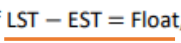 LST − EST = Float,